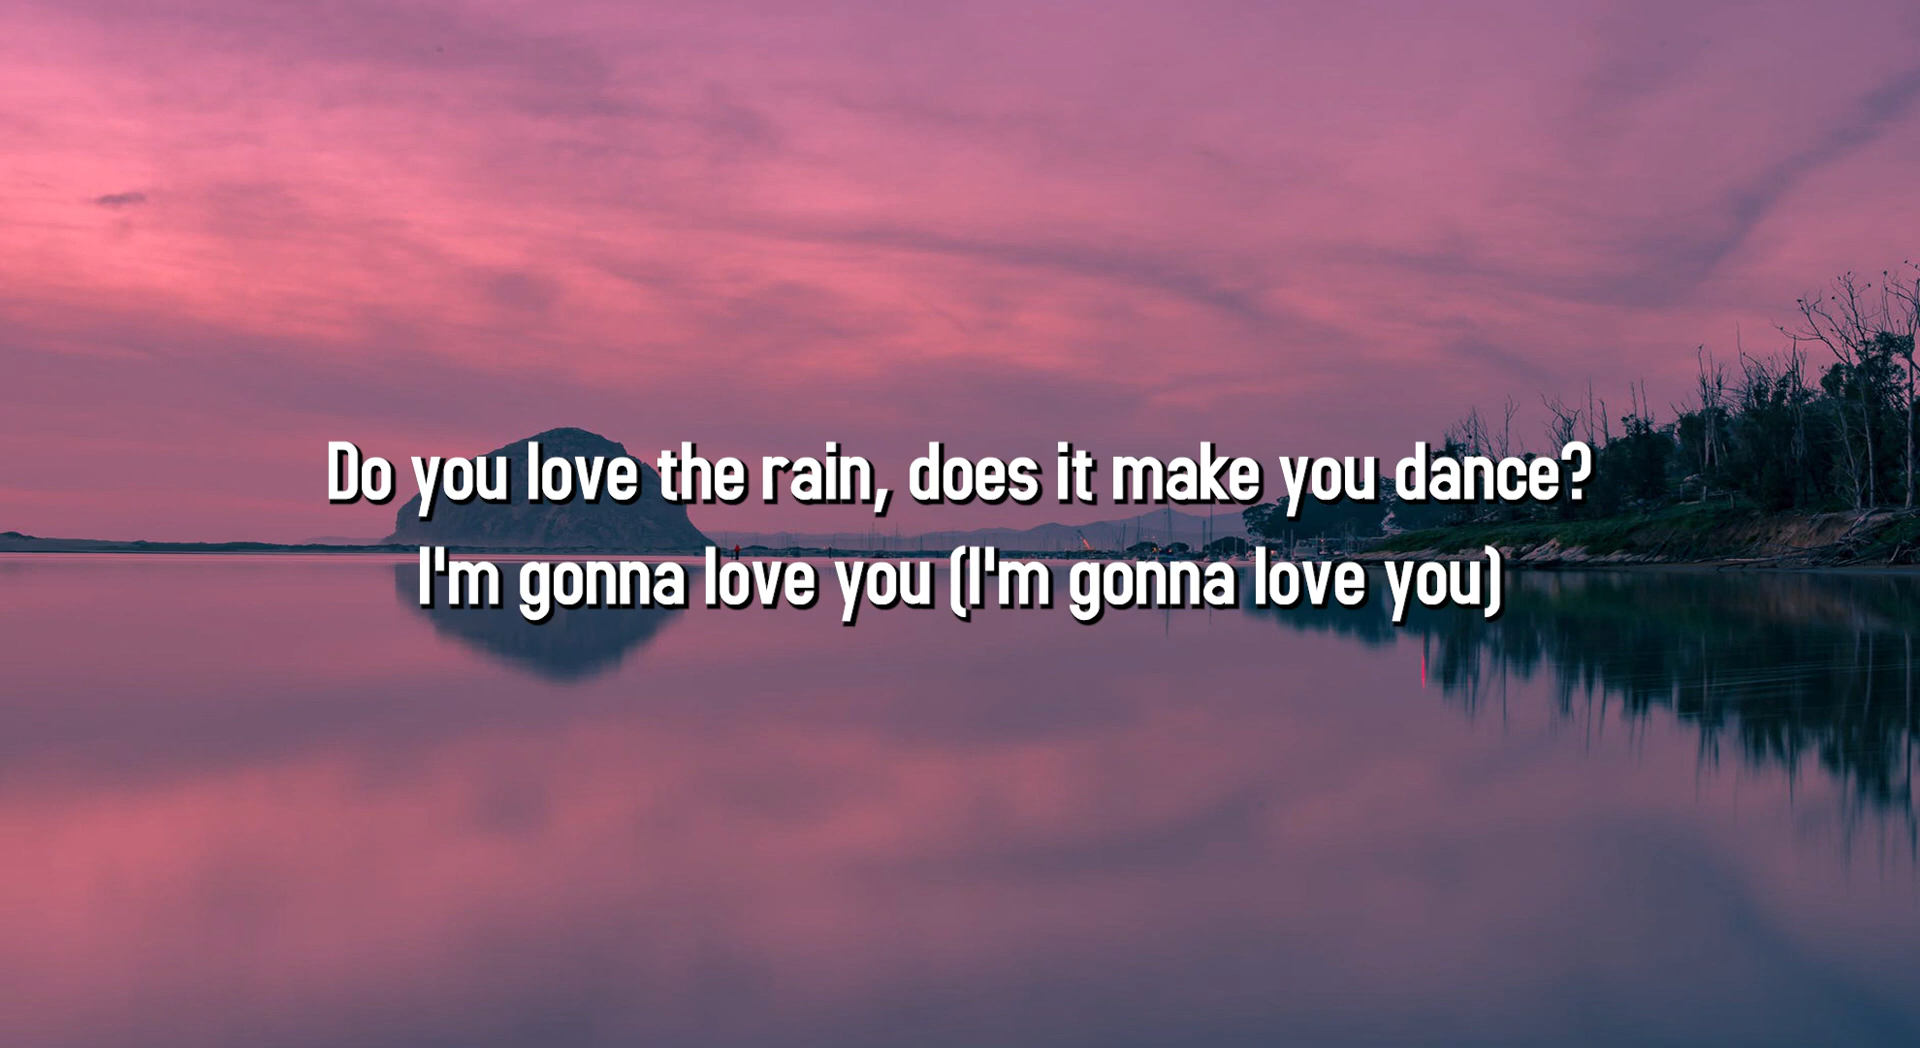 Do you love the rain, does it make you dance?
I'm gonna love you (I'm gonna love you)